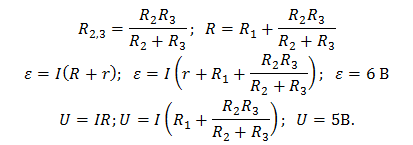 R₂,₃ = R₂R₃ / (R₂ + R₃); R = R₁ + R₂R₃ / (R₂ + R₃)
ε = I(R + r); ε = I(r + R₁ + R₂R₃ / (R₂ + R₃)); ε = 6 В
U = IR; U = I(R₁ + R₂R₃ / (R₂ + R₃)); U = 5В.